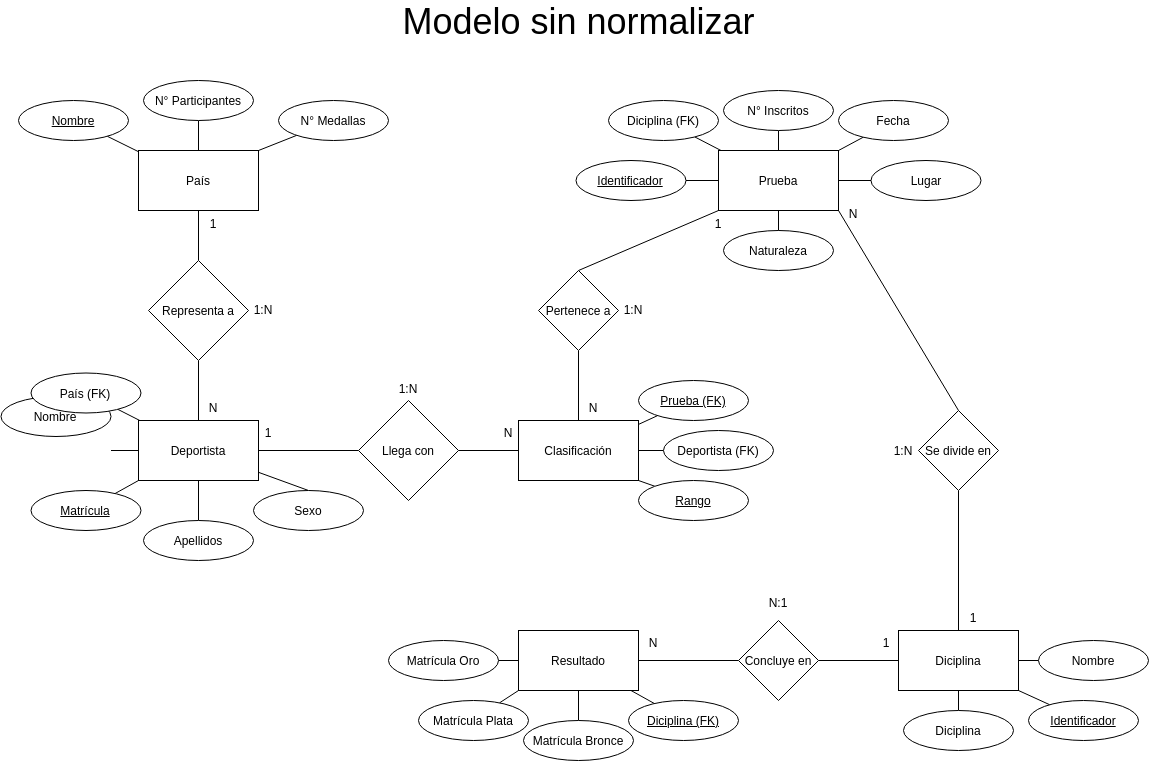 Modelo sin normalizar
N° Participantes
Nombre
N° Medallas
País
1
Representa a
1:N
N
País (FK)
Nombre
Deportista
Matrícula
Apellidos
Sexo
1
1:N
Llega con
N
Diciplina (FK)
N° Inscritos
Fecha
Identificador
Prueba
Lugar
Naturaleza
1
N
Pertenece a
1:N
N
Clasificación
Prueba (FK)
Deportista (FK)
Rango
1:N
Se divide en
1
N:1
Matrícula Oro
Resultado
N
Concluye en
1
Diciplina
Nombre
Matrícula Plata
Matrícula Bronce
Diciplina (FK)
Diciplina
Identificador